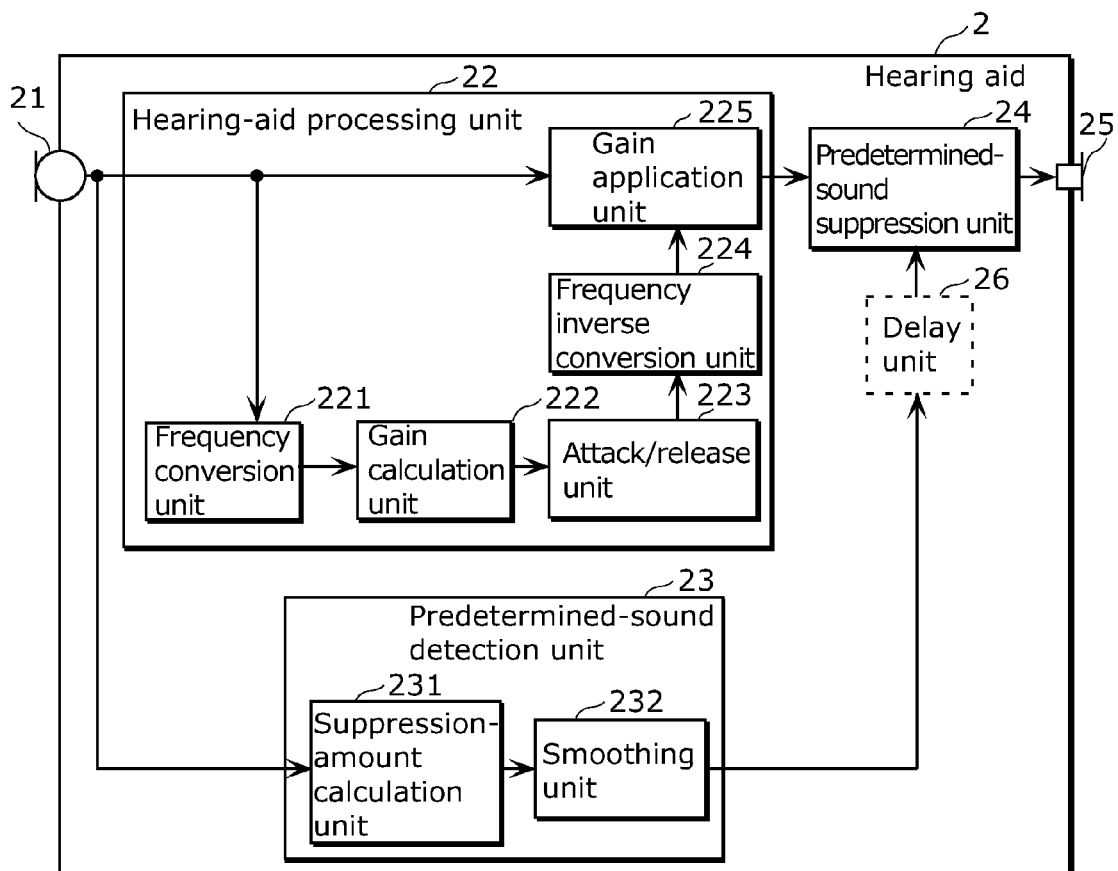 2
Hearing aid
21
22
Hearing-aid processing unit
225
Gain
application
unit
24
Predetermined-
sound
suppression unit
25
224
Frequency
inverse
conversion unit
26
Delay
unit
221
Frequency
conversion
unit
222
Gain
calculation
unit
223
Attack/release
unit
23
Predetermined-sound
detection unit
231
Suppression-
amount
calculation
unit
232
Smoothing
unit